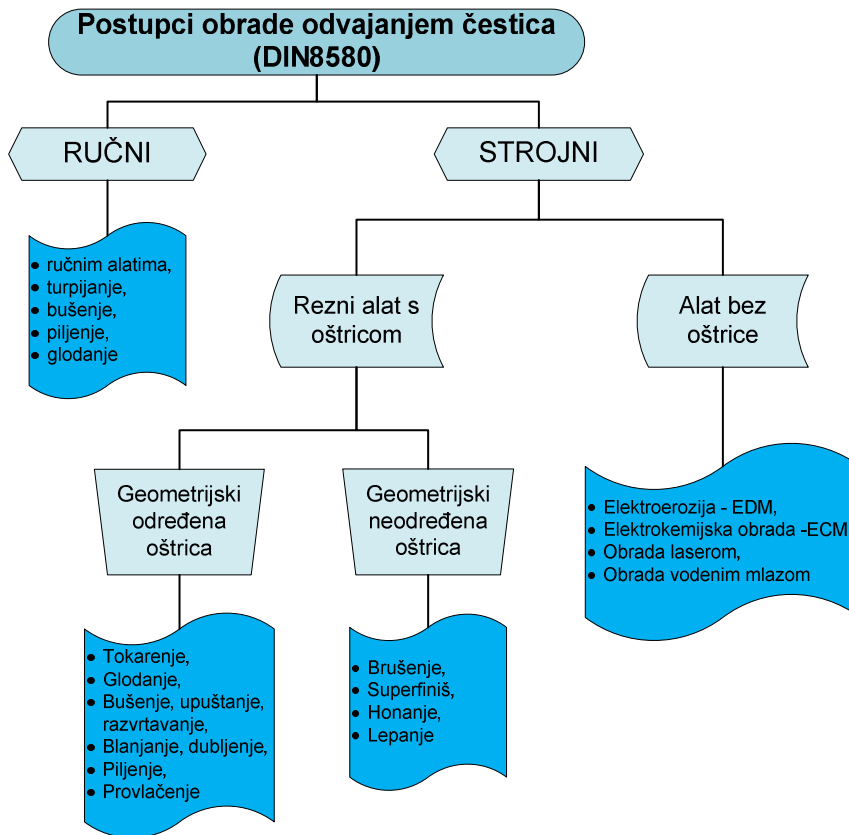 Postupci obrade odvajanjem čestica
(DIN8580)
RUČNI
STROJNI
• ručnim alatima,
• turpijanje,
• bušenje,
• piljenje,
• glodanje
Rezni alat s
oštricom
Alat bez
oštrice
Geometrijski
određena
oštrica
Geometrijski
neodređena
oštrica
• Elektroerozija - EDM,
• Elektrokemijska obrada -ECM
• Obrada laserom,
• Obrada vodenim mlazom
• Tokarenje,
• Glodanje,
• Bušenje, upuštanje,
razvrtavanje,
• Blanjanje, dubljenje,
• Piljenje,
• Provlačenje
• Brušenje,
• Superfiniš,
• Honanje,
• Lepanje